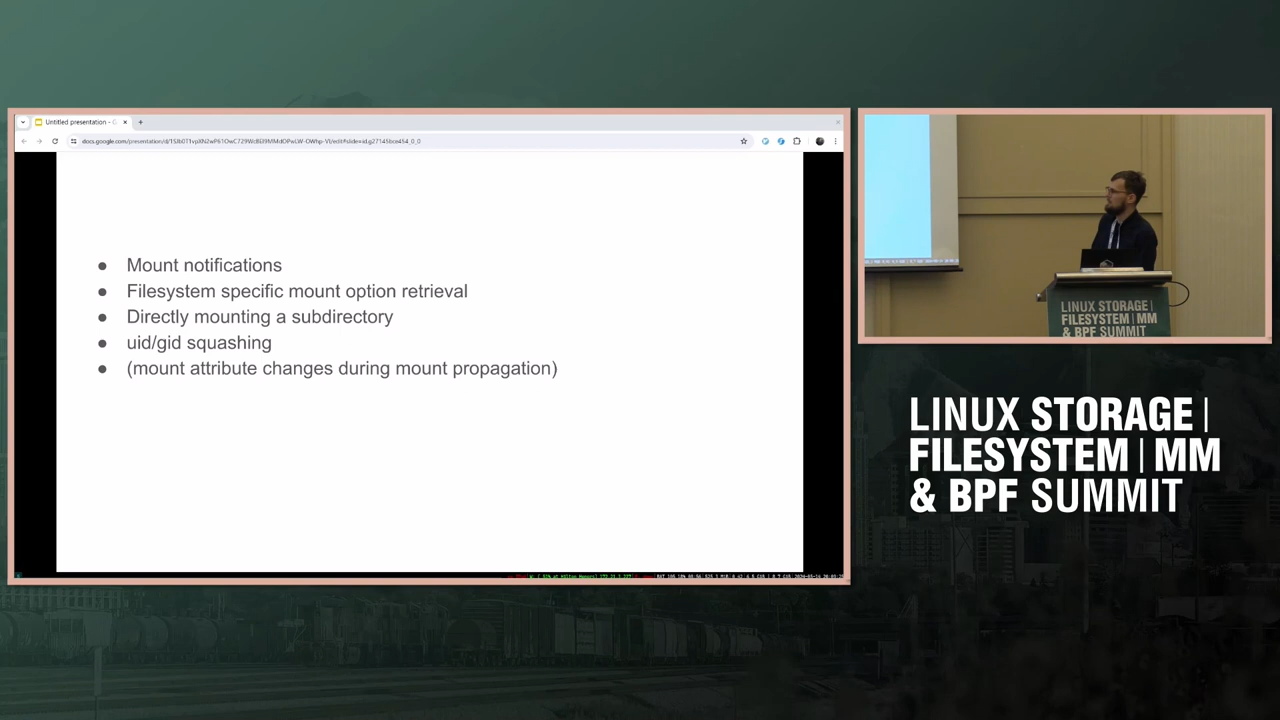 Untitled presentation - G
Mount notifications
Filesystem specific mount option retrieval
Directly mounting a subdirectory
uid/gid squashing
(mount attribute changes during mount propagation)
LINUX STORAGE|
FILESYSTEM|MM
& BPF SUMMIT
LINUX STORAGE|
FILESYSTEM|MM
& BPF SUMMIT